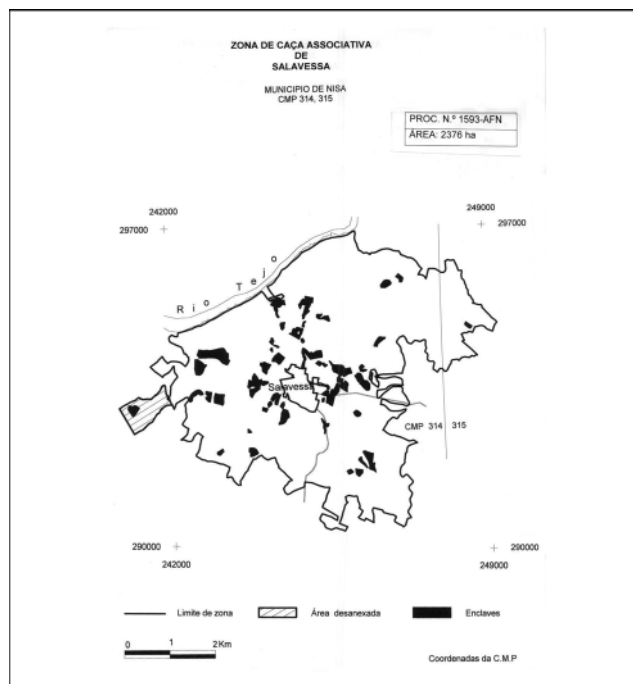 ZONA DE CAÇA ASSOCIATIVA
DE
SALAVESSA
MUNICIPIO DE NISA
CMP 314, 315
PROC. N.º 1593-AFN
ÁREA: 2376 ha
242000
249000
297000
297000
Rio Tejo
Salavessa
CMP 314 315
290000
290000
242000
249000
Limite de zona
Área desanexada
Enclaves
0 1 2 Km
Coordenadas da C.M.P